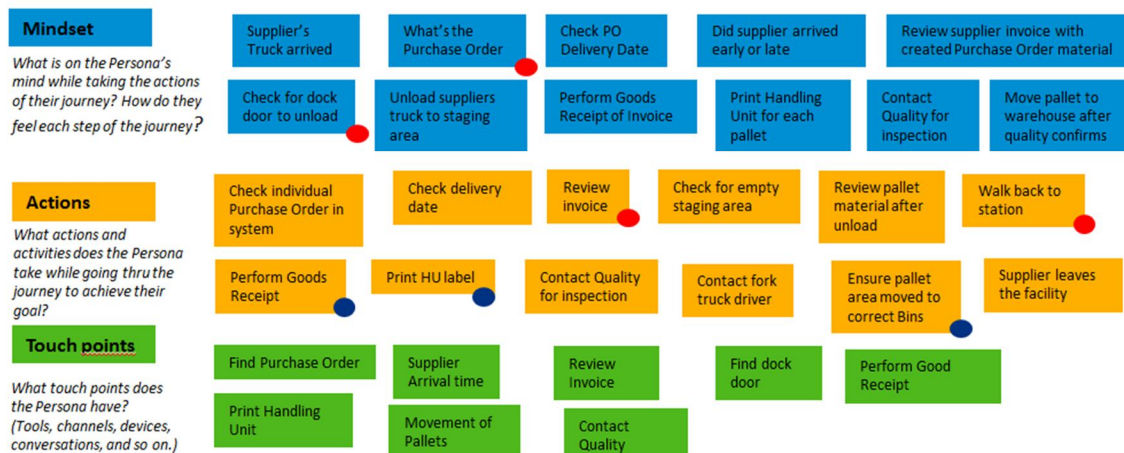 Mindset
What is on the Persona's
mind while taking the actions
of their journey? How do they
feel each step of the journey?
Supplier's
Truck arrived
What's the
Purchase Order
Check PO
Delivery Date
Did supplier arrived
early or late
Review supplier invoice with
created Purchase Order material
Check for dock
door to unload
Unload suppliers
truck to staging
area
Perform Goods
Receipt of Invoice
Print Handling
Unit for each
pallet
Contact
Quality for
inspection
Move pallet to
warehouse after
quality confirms
Actions
What actions and
activities does the Persona
take while going thru the
journey to achieve their
goal?
Check individual
Purchase Order in
system
Check delivery
date
Review
invoice
Check for empty
staging area
Review pallet
material after
unload
Walk back to
station
Perform Goods
Receipt
Print HU label
Contact Quality
for inspection
Contact fork
truck driver
Ensure pallet
area moved to
correct Bins
Supplier leaves
the facility
Touch points
What touch points does
the Persona have?
(Tools, channels, devices,
conversations, and so on.)
Find Purchase Order
Supplier
Arrival time
Review
Invoice
Find dock
door
Perform Good
Receipt
Print Handling
Unit
Movement of
Pallets
Contact
Quality